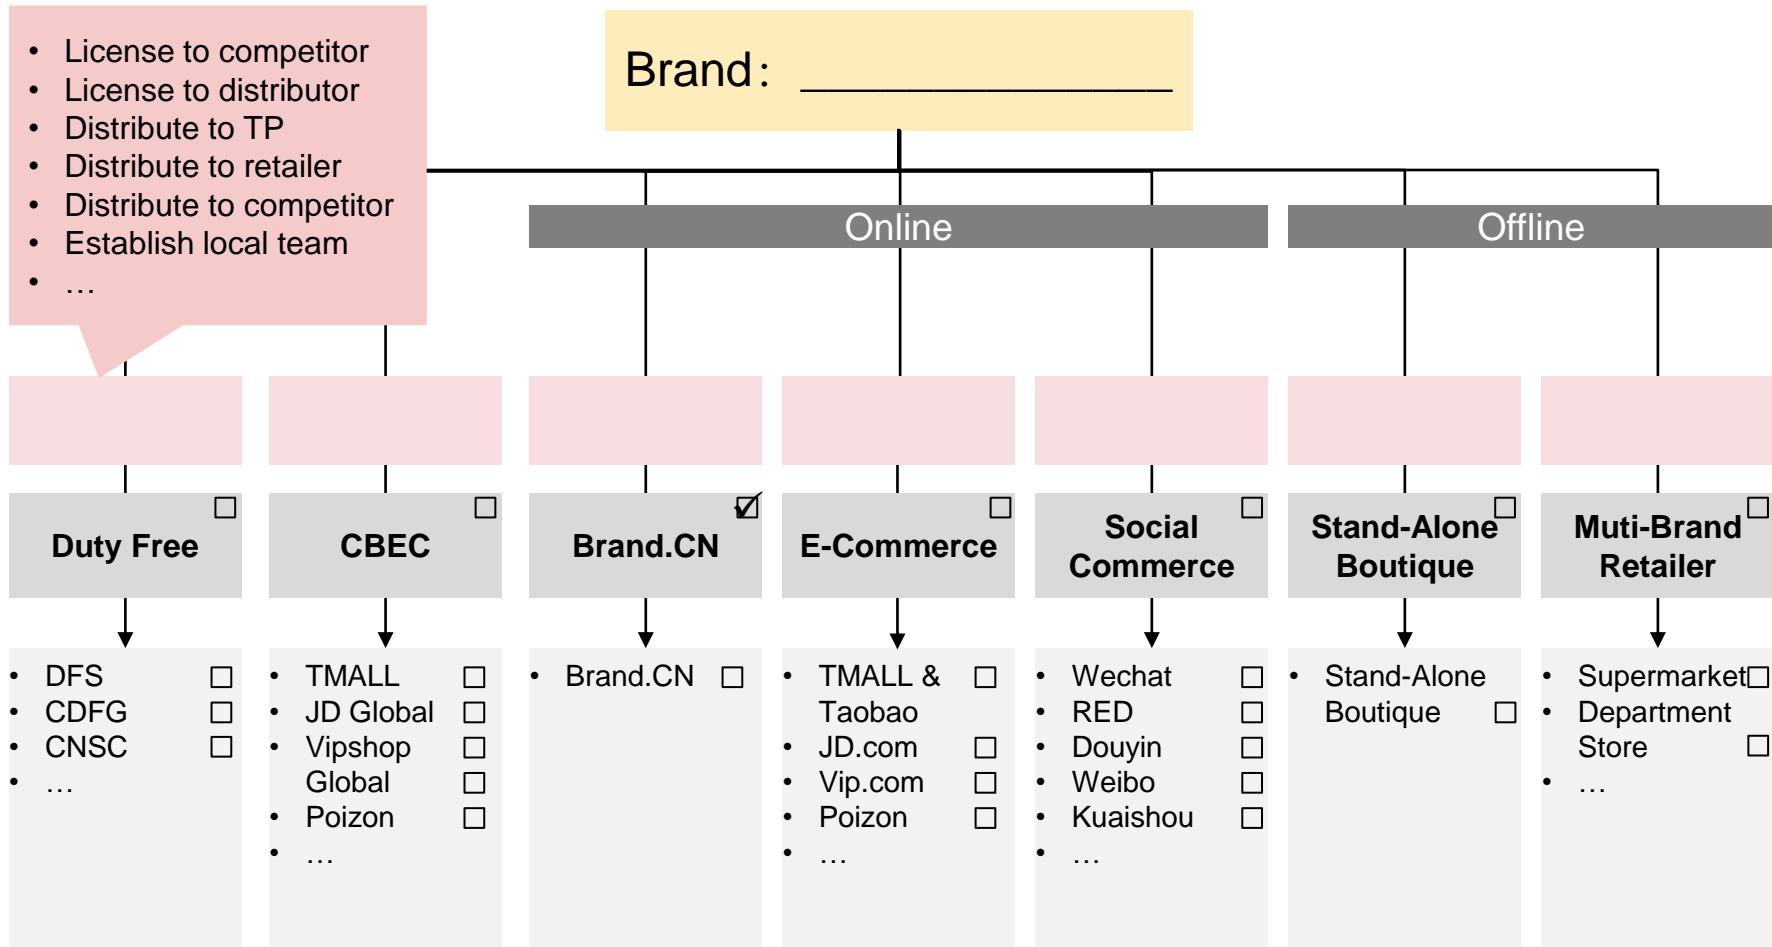 • License to competitor
• License to distributor
• Distribute to TP
• Distribute to retailer
• Distribute to competitor
• Establish local team
• …
Brand： ______________
Online
Offline
Duty Free
CBEC
Brand.CN
E-Commerce
Social
Commerce
Stand-Alone
Boutique
Muti-Brand
Retailer
• DFS
• CDFG
• CNSC
• …
• TMALL
• JD Global
• Vipshop
Global
• Poizon
• …
• Brand.CN
• TMALL &
Taobao
• JD.com
• Vip.com
• Poizon
• …
• Wechat
• RED
• Douyin
• Weibo
• Kuaishou
• …
• Stand-Alone
Boutique
• Supermarket
• Department
Store
• …